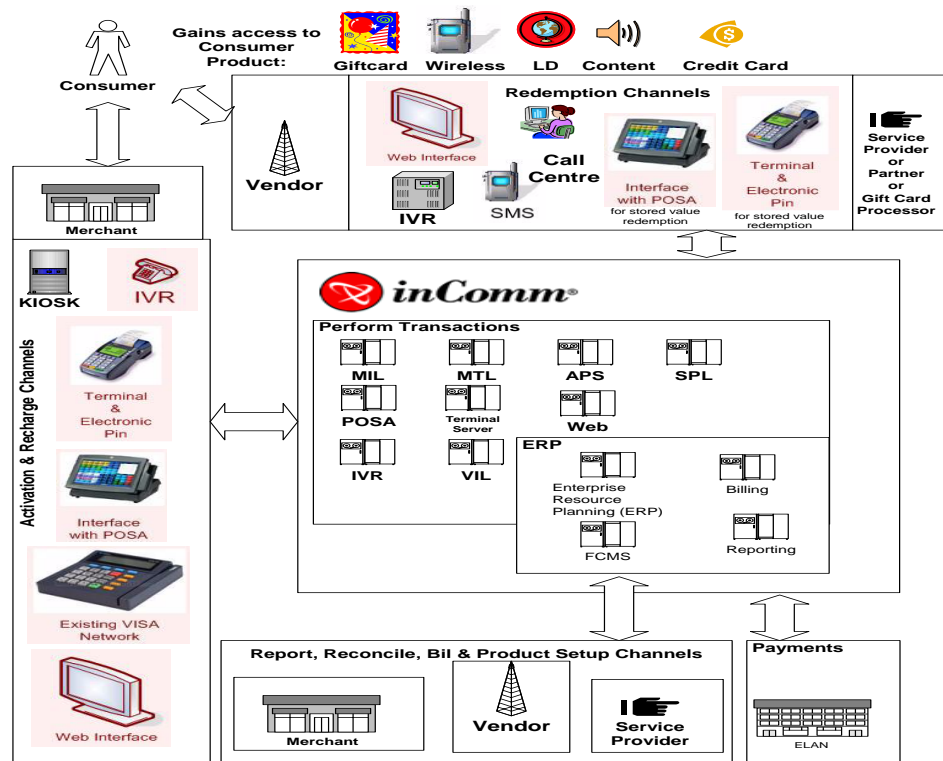 Gains access to
Consumer
Product:
Giftcard
Wireless
LD
Content
Credit Card
Consumer
Redemption Channels
Vendor
Web Interface
Call
Centre
IVR
SMS
Interface
with POSA
for stored value
redemption
Terminal
&
Electronic
Pin
for stored value
redemption
Service
Provider
or
Partner
or
Gift Card
Processor
Merchant
KIOSK
IVR
Activation & Recharge Channels
Terminal
&
Electronic
Pin
Interface
with POSA
Existing VISA
Network
Web Interface
inComm®
Perform Transactions
MIL
MTL
APS
SPL
POSA
Terminal
Server
Web
IVR
VIL
ERP
Enterprise
Resource
Planning (ERP)
Billing
FCMS
Reporting
Report, Reconcile, Bil & Product Setup Channels
Merchant
Vendor
Service
Provider
Payments
ELAN